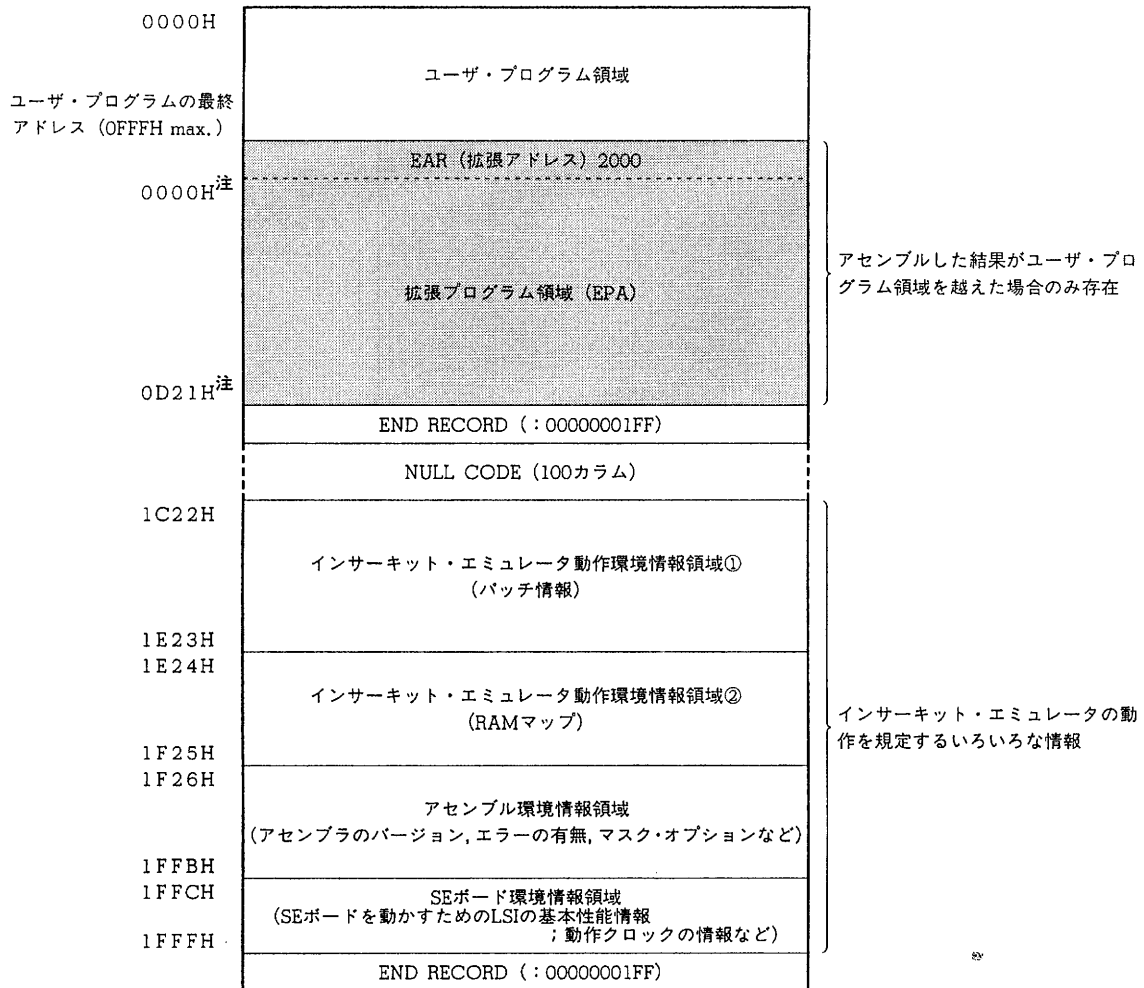 0000H
ユーザ・プログラム領域
ユーザ・プログラムの最終
アドレス（0FFFH max.）
EAR（拡張アドレス）2000
0000H注
拡張プログラム領域（EPA）
アセンブルした結果がユーザ・プロ
グラム領域を越えた場合のみ存在
0D21H注
END RECORD（：00000001FF）
NULL CODE（100カラム）
1C22H
インサーキット・エミュレータ動作環境情報領域①
（パッチ情報）
1E23H
1E24H
インサーキット・エミュレータ動作環境情報領域②
（RAMマップ）
インサーキット・エミュレータの動
作を規定するいろいろな情報
1F25H
1F26H
アセンブル環境情報領域
（アセンブラのバージョン，エラーの有無，マスク・オプションなど）
1FFBH
1FFCH
SEボード環境情報領域
（SEボードを動かすためのLSIの基本性能情報
；動作クロックの情報など）
1FFFH
END RECORD（：00000001FF）